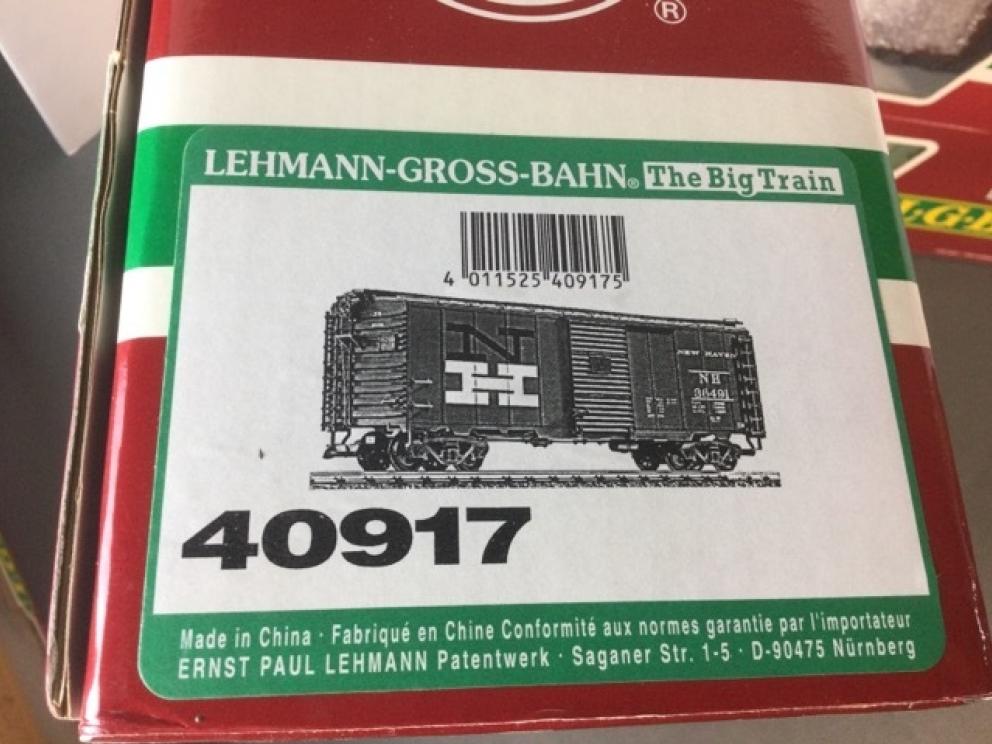 ®
LEHMANN-GROSS-BAHN® The Big Train
4 011525 409175
N
H
NEW HAVEN
NH
36491
40917
Made in China · Fabriqué en Chine Conformité aux normes garantie par l'importateur
ERNST PAUL LEHMANN Patentwerk · Saganer Str. 1-5 · D-90475 Nürnberg